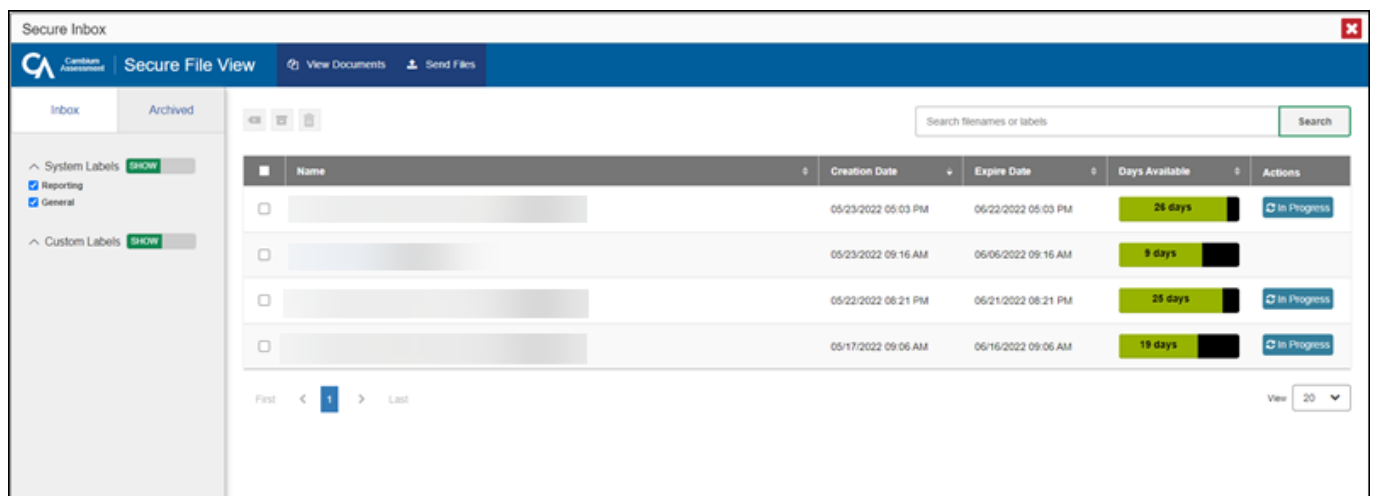 Secure Inbox
CA Cambium Assessment Secure File View View Documents Send Files
Inbox Archived
Search filenames or labels Search
System Labels SHOW
Reporting
General
Custom Labels SHOW
Name Creation Date Expire Date Days Available Actions
05/23/2022 05:03 PM 06/22/2022 05:03 PM 26 days In Progress
05/23/2022 09:16 AM 06/06/2022 09:16 AM 9 days
05/22/2022 08:21 PM 06/21/2022 08:21 PM 25 days In Progress
05/17/2022 09:06 AM 06/16/2022 09:06 AM 19 days In Progress
First < 1 > Last View 20